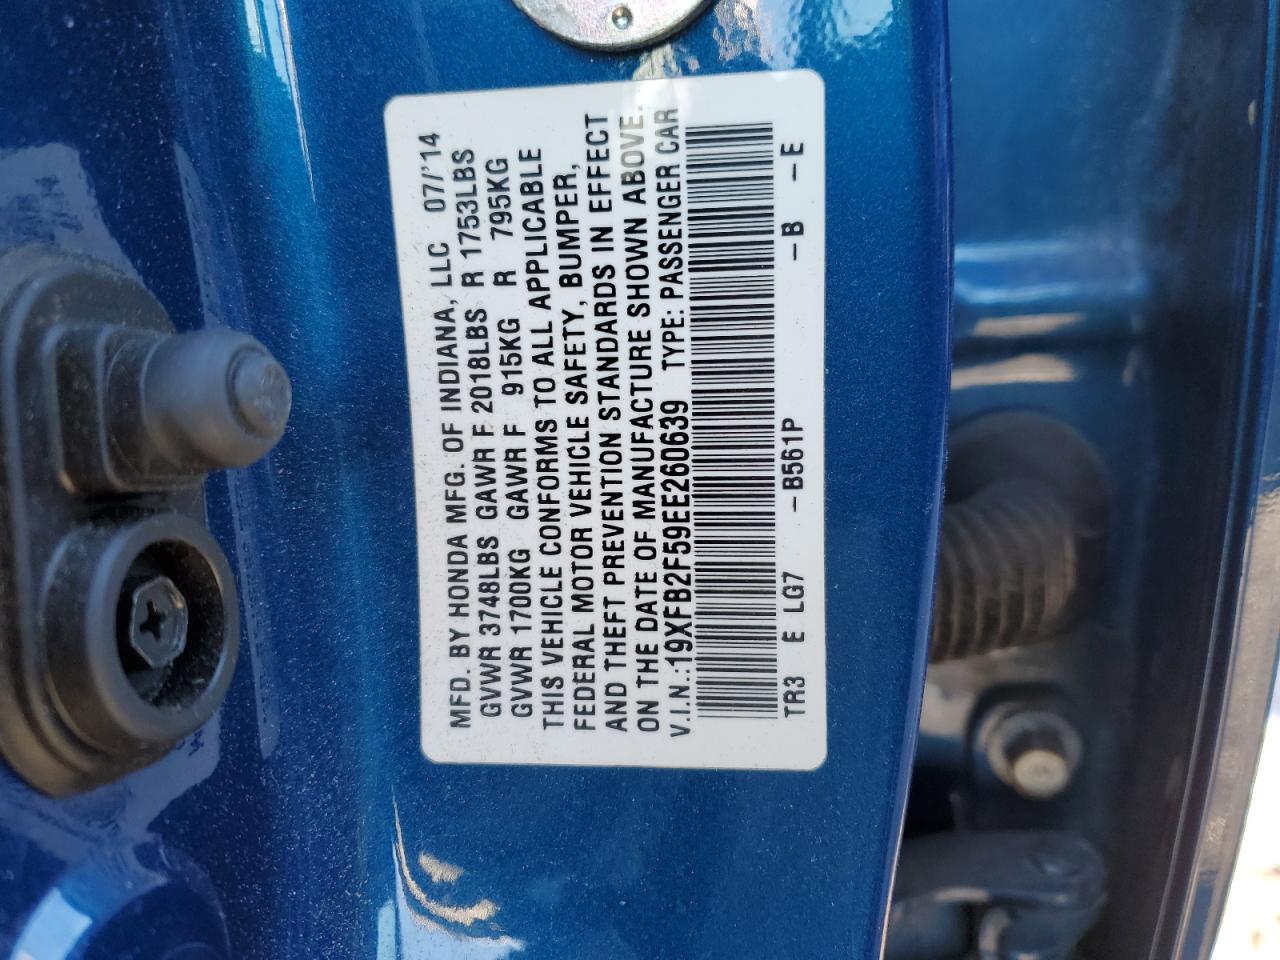 MFD. BY HONDA MFG. OF INDIANA, LLC 07/'14
GVWR 3748LBS GAWR F 2018LBS R 1753LBS
GVWR 1700KG GAWR F 915KG R 795KG
THIS VEHICLE CONFORMS TO ALL APPLICABLE
FEDERAL MOTOR VEHICLE SAFETY, BUMPER,
AND THEFT PREVENTION STANDARDS IN EFFECT
ON THE DATE OF MANUFACTURE SHOWN ABOVE.
V.I.N.:19XFB2F59EE260639 TYPE: PASSENGER CAR
TR3 E LG7 -B561P -B -E